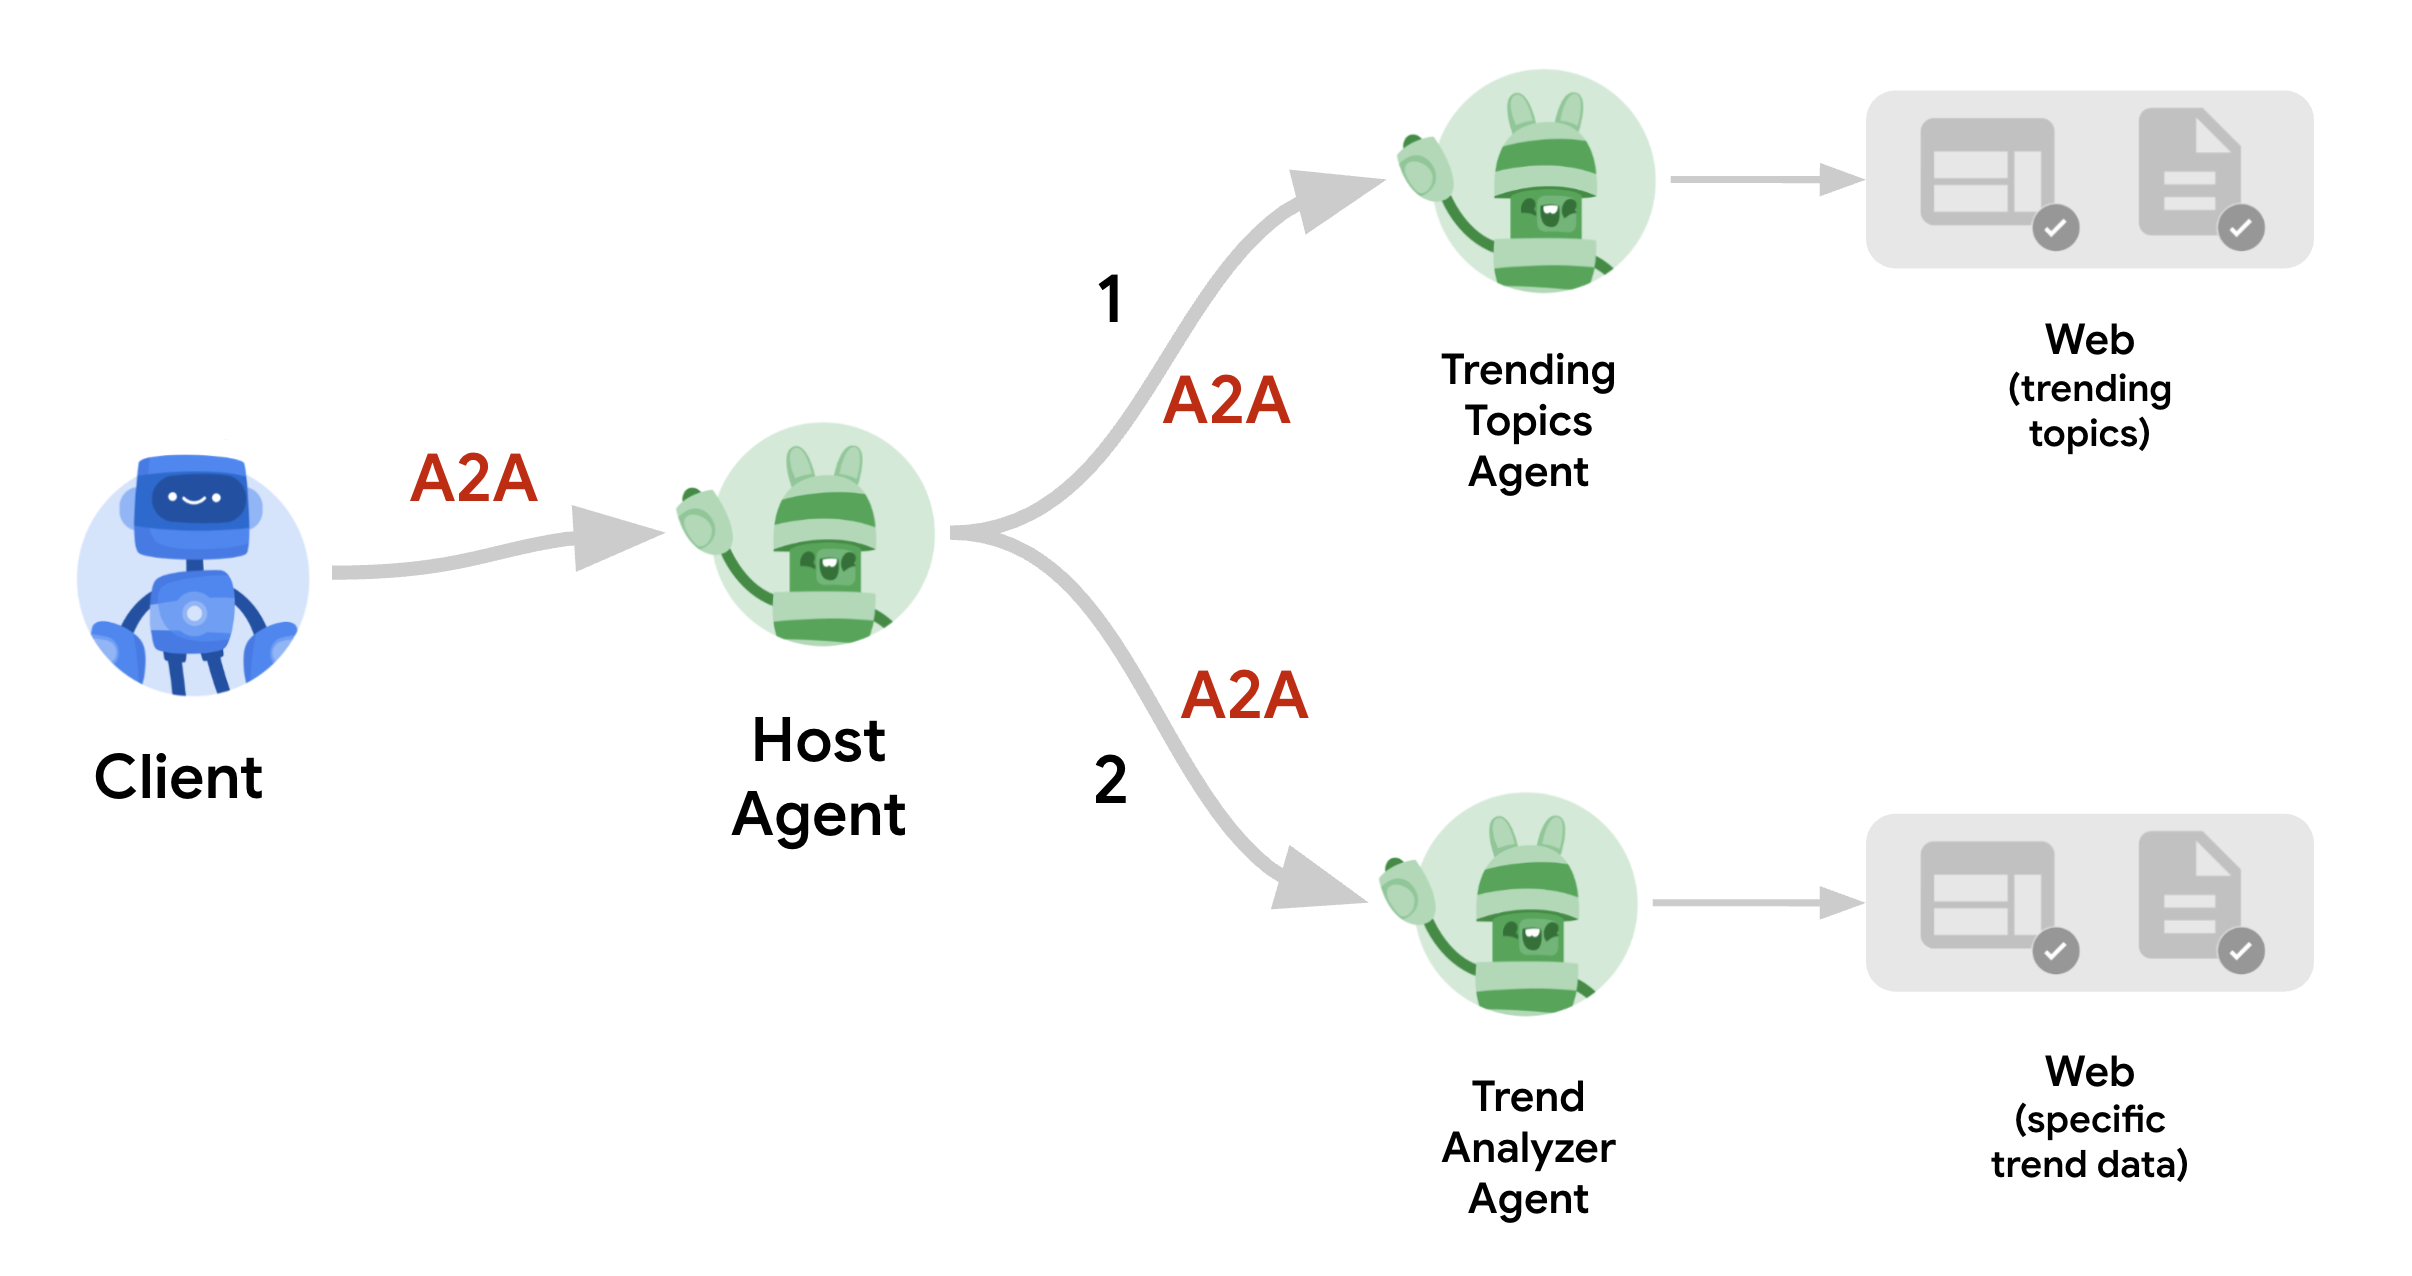 Client
A2A
Host
Agent
1
A2A
Trending
Topics
Agent
Web
(trending
topics)
A2A
2
Trend
Analyzer
Agent
Web
(specific
trend data)